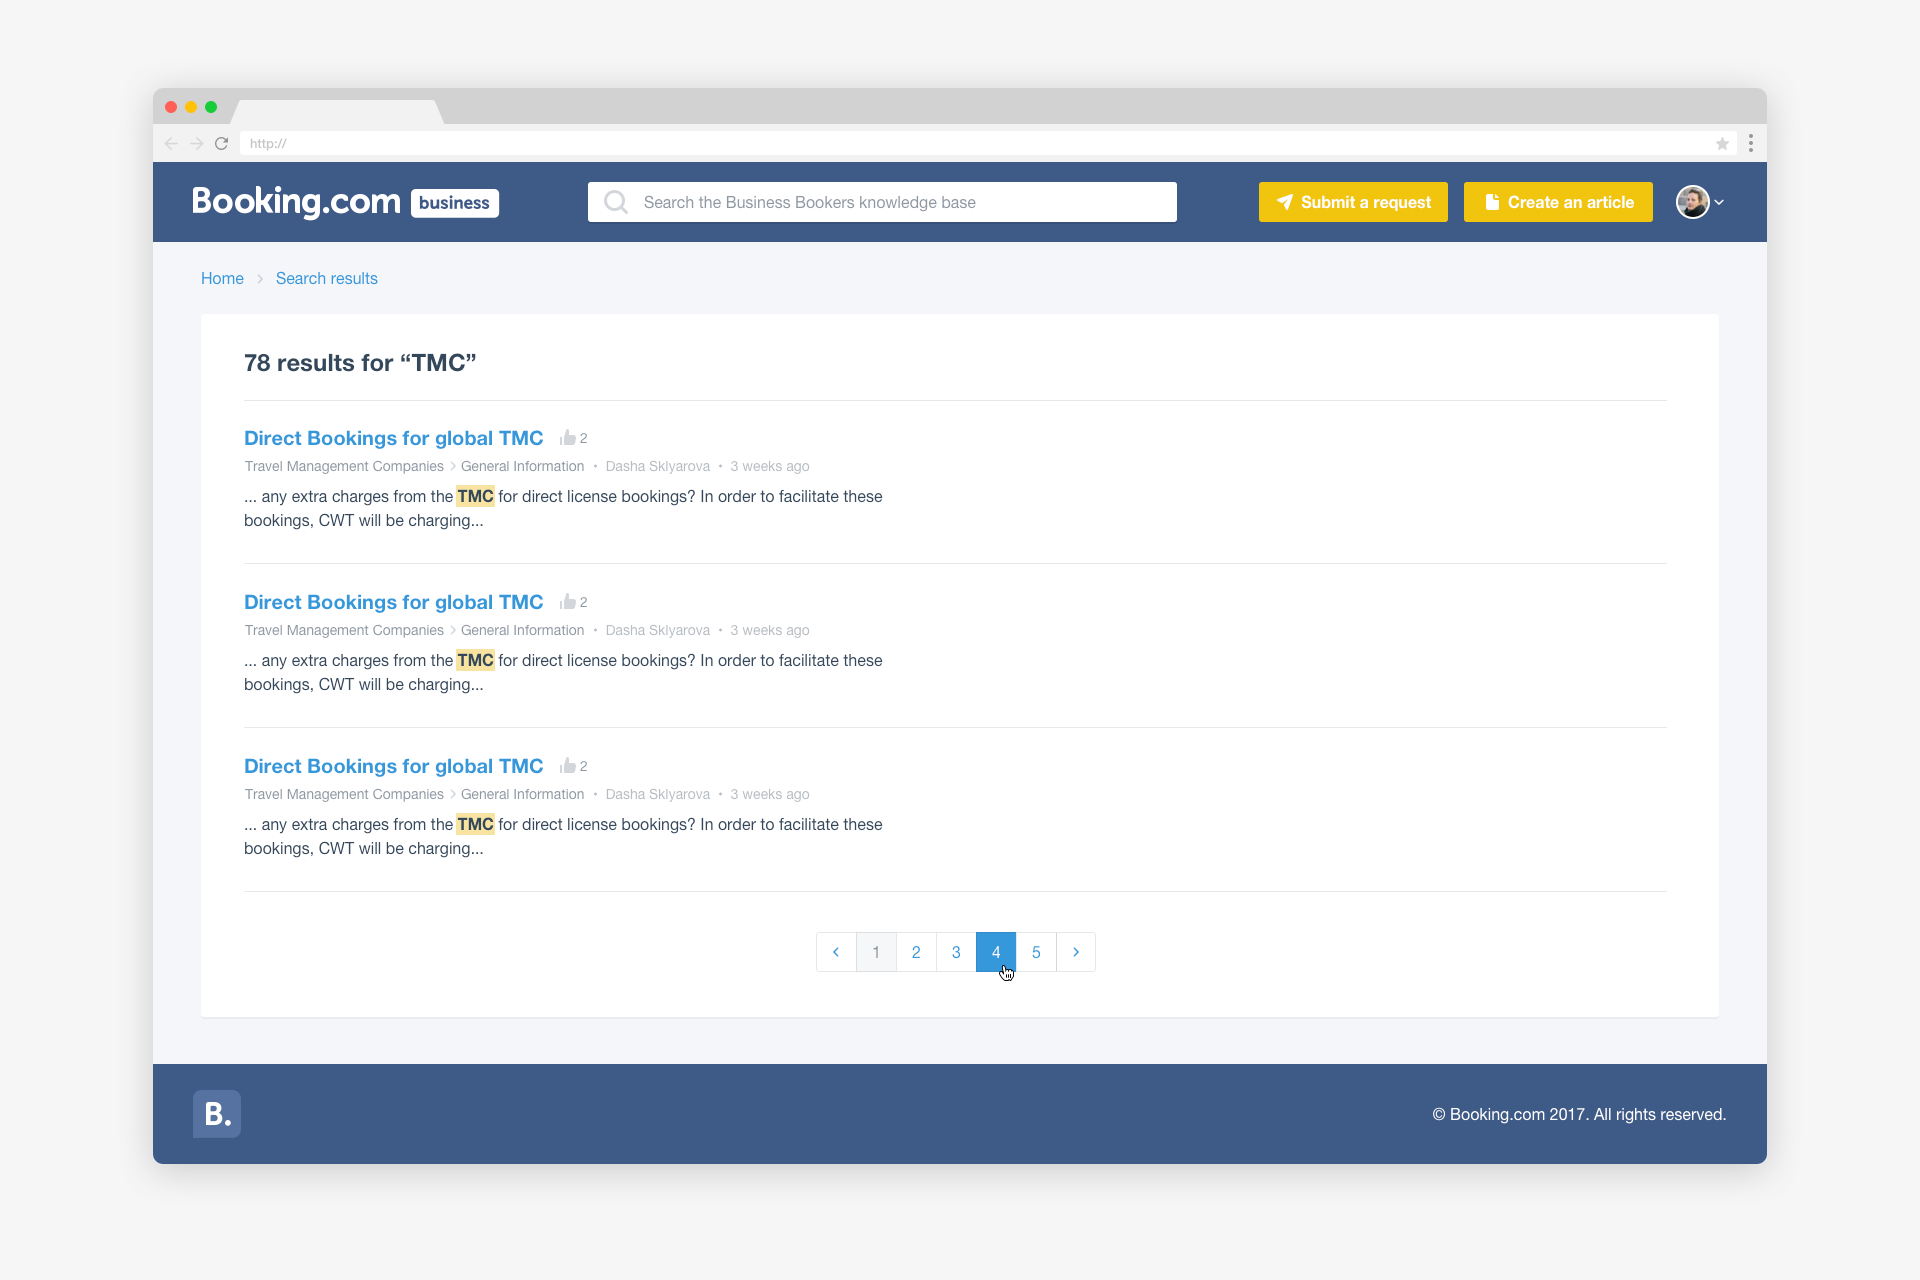 http://
Booking.com business
Search the Business Bookers knowledge base
Submit a request
Create an article
Home
Search results
78 results for “TMC”
Direct Bookings for global TMC 2
Travel Management Companies General Information • Dasha Sklyarova • 3 weeks ago
... any extra charges from the TMC for direct license bookings? In order to facilitate these
bookings, CWT will be charging...
Direct Bookings for global TMC 2
Travel Management Companies General Information • Dasha Sklyarova • 3 weeks ago
... any extra charges from the TMC for direct license bookings? In order to facilitate these
bookings, CWT will be charging...
Direct Bookings for global TMC 2
Travel Management Companies General Information • Dasha Sklyarova • 3 weeks ago
... any extra charges from the TMC for direct license bookings? In order to facilitate these
bookings, CWT will be charging...
1 2 3 4 5
B.
© Booking.com 2017. All rights reserved.